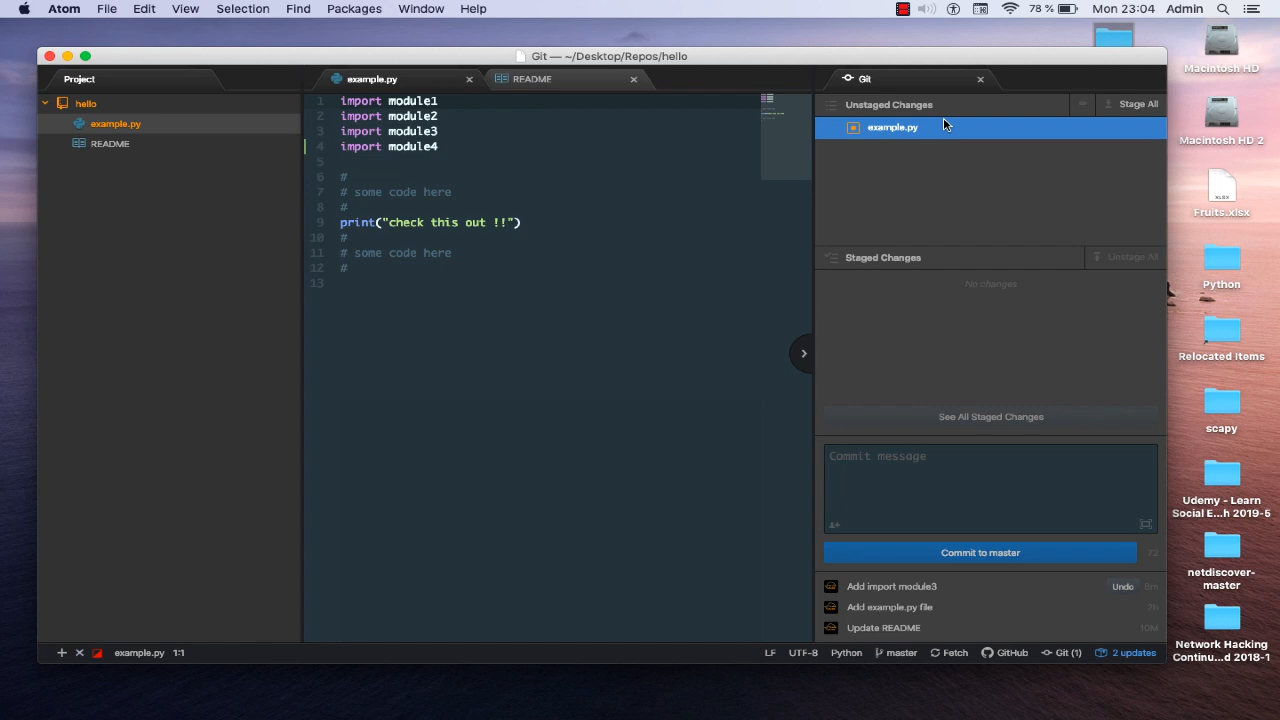 Atom File Edit View Selection Find Packages Window Help 78 % Mon 23:04 Admin
Git — ~/Desktop/Repos/hello
Project
example.py
README
Git
hello
example.py
README
1 import module1
2 import module2
3 import module3
4 import module4
5
6 #
7 # some code here
8 #
9 print("check this out !!")
10 #
11 # some code here
12 #
13
Unstaged Changes
Stage All
example.py
Staged Changes
Unstage All
No changes
See All Staged Changes
Commit message
Commit to master
72
Add import module3 Undo 6m
Add example.py file 7h
Update README 10M
example.py 1:1
LF UTF-8 Python master Fetch GitHub Git (1) 2 updates
Macintosh HD
Macintosh HD 2
XLSX
Fruits.xlsx
Python
Relocated Items
scapy
Udemy - Learn
Social E...h 2019-5
netdiscover-
master
Network Hacking
Continu...d 2018-1